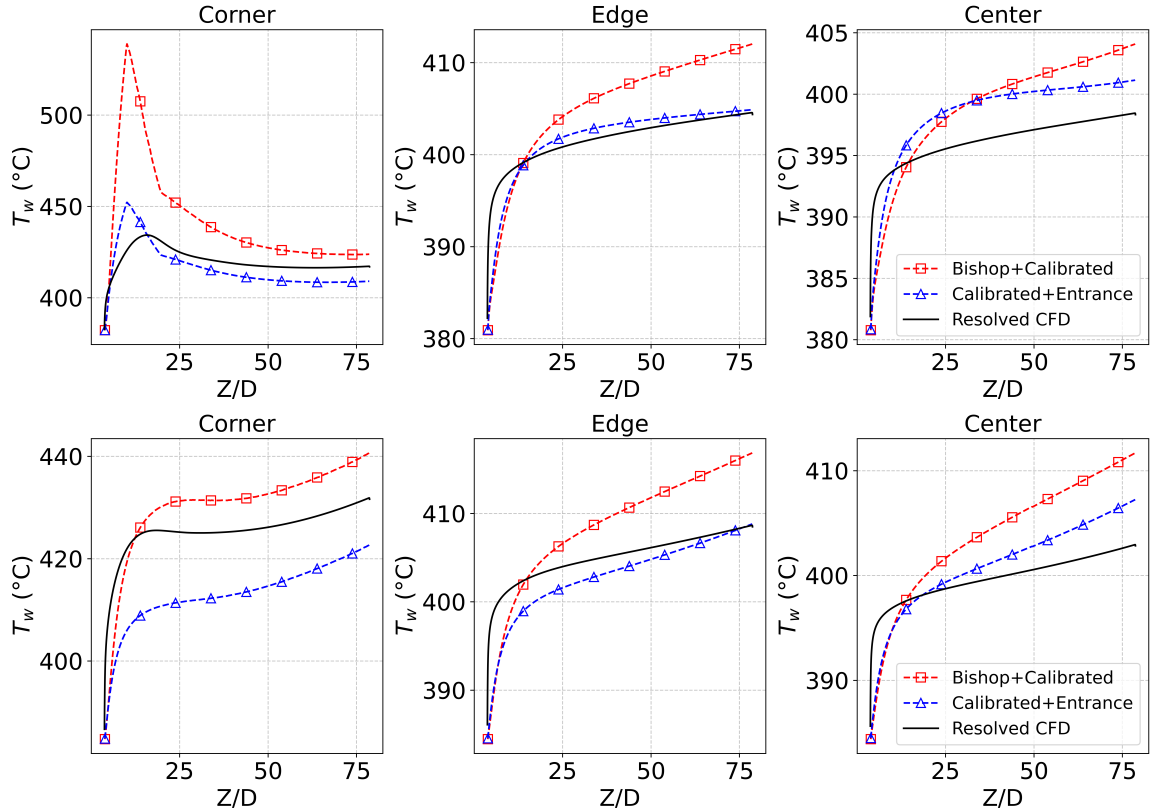 Corner
Edge
Center
T_w (°C)
500
450
400
25
50
75
Z/D
T_w (°C)
410
400
390
380
25
50
75
Z/D
T_w (°C)
405
400
395
390
385
380
25
50
75
Z/D
Bishop+Calibrated
Calibrated+Entrance
Resolved CFD
Corner
Edge
Center
T_w (°C)
440
420
400
25
50
75
Z/D
T_w (°C)
410
400
390
25
50
75
Z/D
T_w (°C)
410
400
390
25
50
75
Z/D
Bishop+Calibrated
Calibrated+Entrance
Resolved CFD